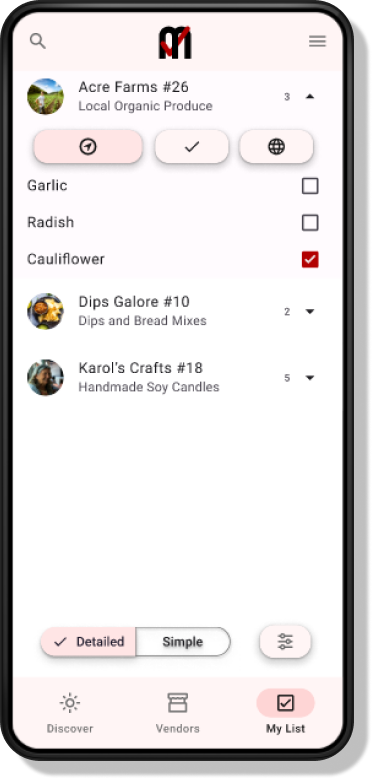 Acre Farms #26
Local Organic Produce
3
Garlic
Radish
Cauliflower
Dips Galore #10
Dips and Bread Mixes
2
Karol's Crafts #18
Handmade Soy Candles
5
Detailed
Simple
Discover
Vendors
My List